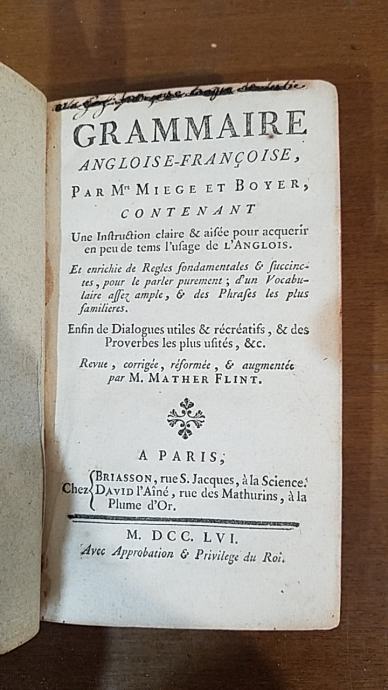 GRAMMAIRE
ANGLOISE-FRANÇOISE,
PAR Mrs MIEGE ET BOYER,
CONTENANT
Une Instruction claire & aisée pour acquerir
en peu de tems l'usage de L'ANGLOIS.
Et enrichie de Regles fondamentales & succinc-
tes, pour le parler purement; d'un Vocabu-
laire assez ample, & des Phrases les plus
familieres.
Enfin de Dialogues utiles & récréatifs, & des
Proverbes les plus usités, &c.
Revue, corrigée, réformée, & augmentée
par M. MATHER FLINT.
A PARIS,
Chez
BRIASSON, rue S. Jacques, à la Science.
DAVID l'Aîné, rue des Mathurins, à la
Plume d'Or.
M. DCC. LVI.
Avec Approbation & Privilege du Roi.